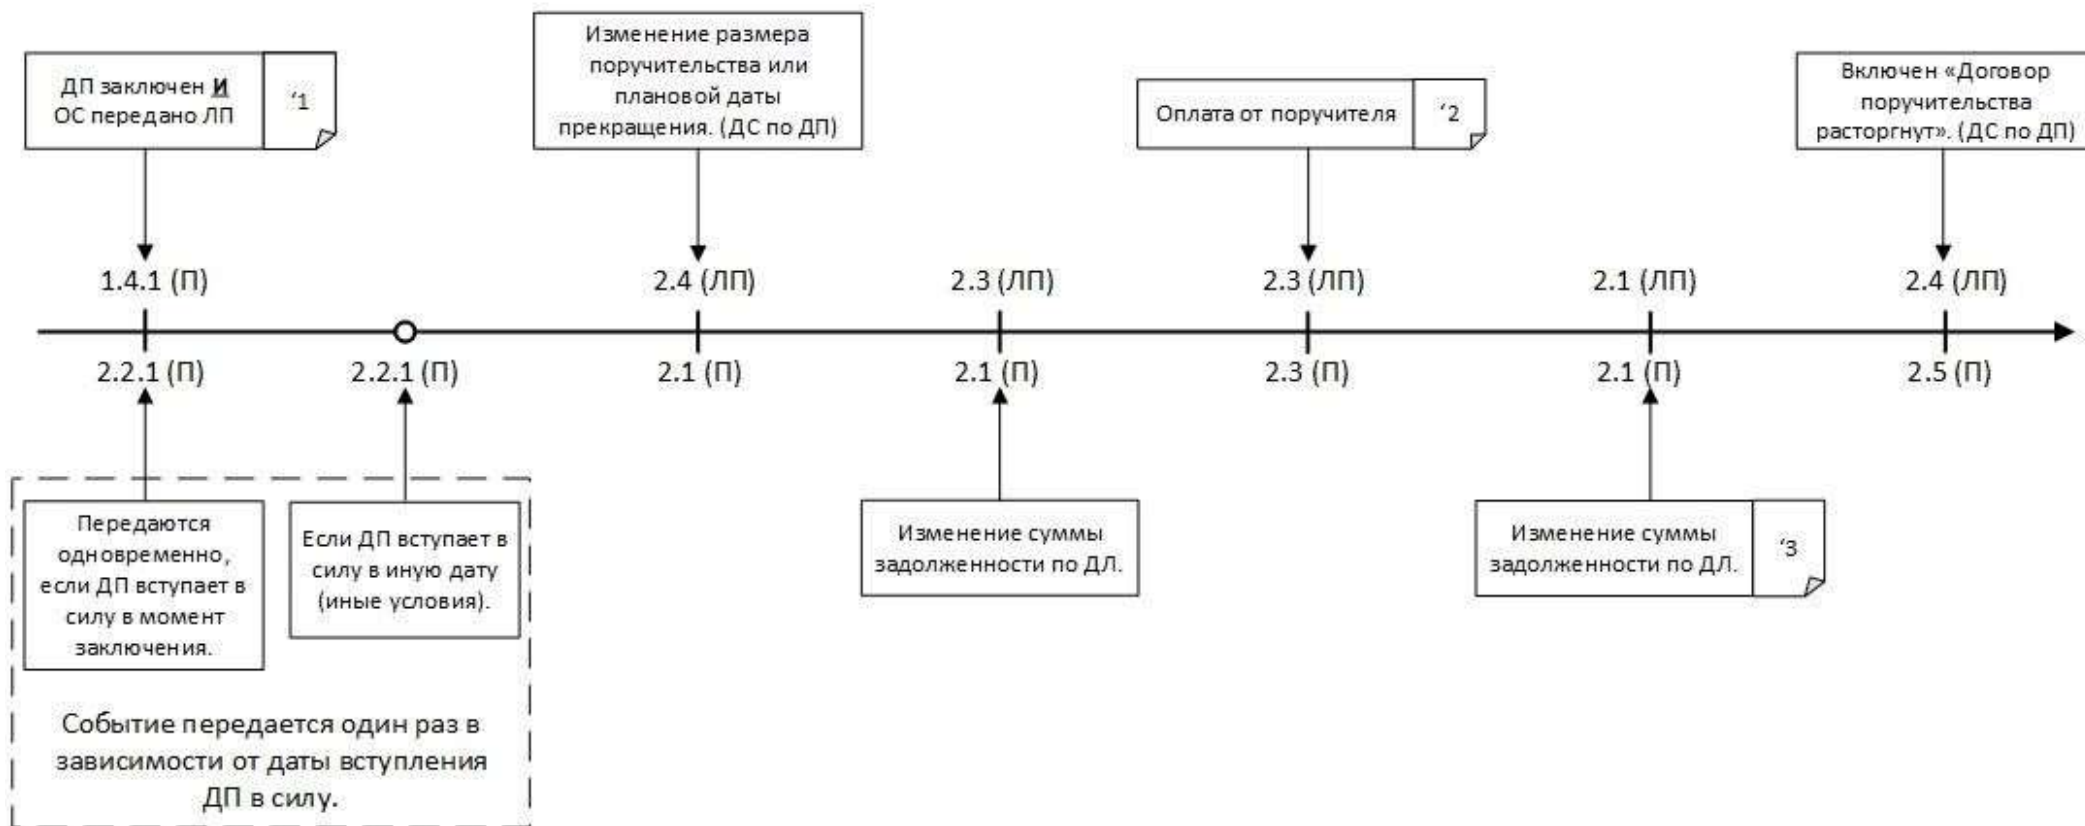 ДП заключен И
ОС передано ЛП
‘1
Изменение размера
поручительства или
плановой даты
прекращения. (ДС по ДП)
Оплата от поручителя
‘2
Включен «Договор
поручительства
расторгнут». (ДС по ДП)
1.4.1 (П)
2.4 (ЛП)
2.3 (ЛП)
2.3 (ЛП)
2.1 (ЛП)
2.4 (ЛП)
2.2.1 (П)
2.2.1 (П)
2.1 (П)
2.1 (П)
2.3 (П)
2.1 (П)
2.5 (П)
Передаются
одновременно,
если ДП вступает в
силу в момент
заключения.
Если ДП вступает в
силу в иную дату
(иные условия).
Изменение суммы
задолженности по ДЛ.
Изменение суммы
задолженности по ДЛ.
‘3
Событие передается один раз в
зависимости от даты вступления
ДП в силу.